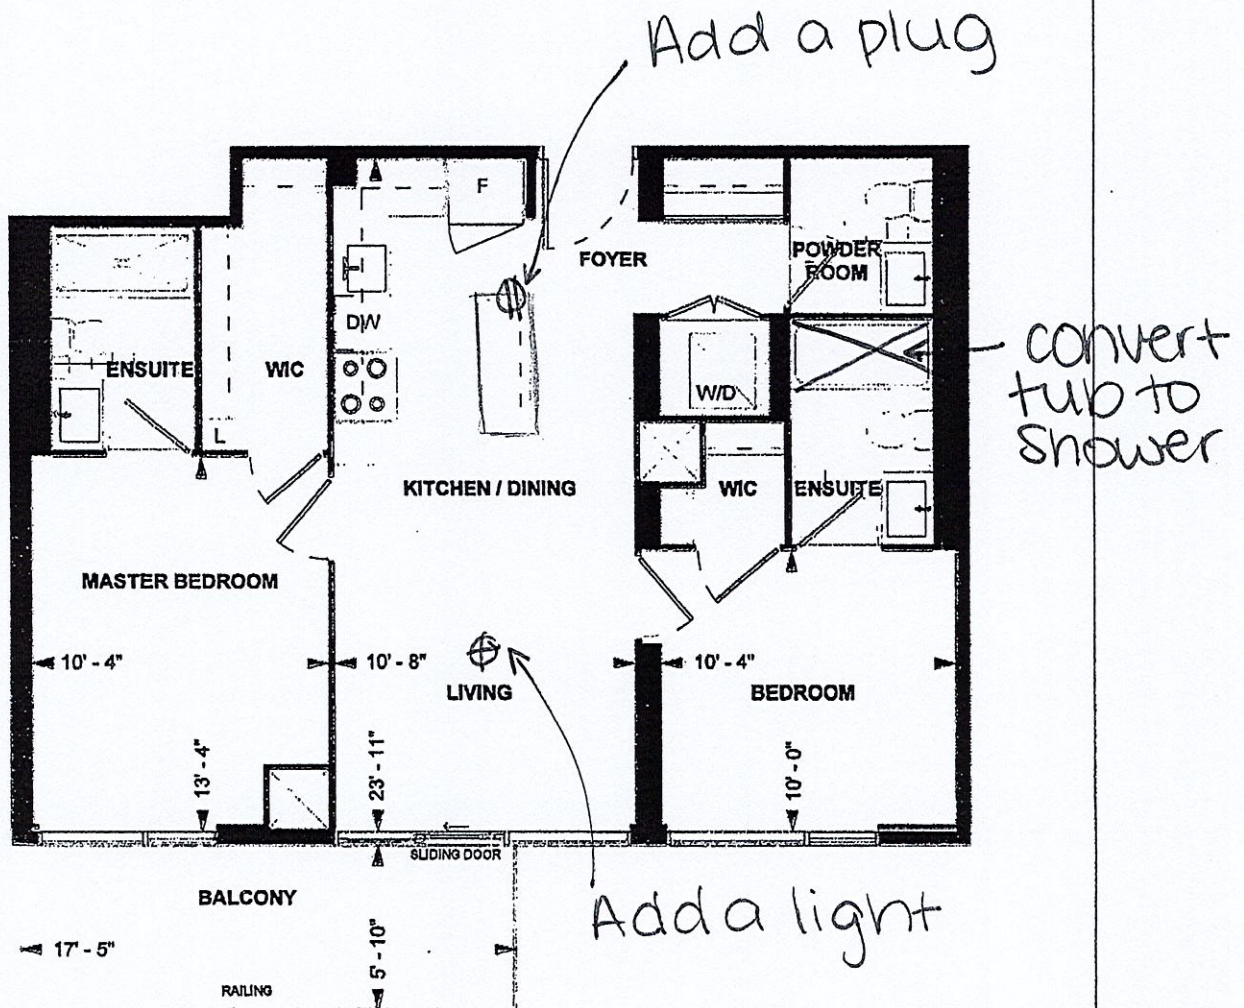 Add a plug
F
FOYER
POWDER
ROOM
D/W
convert
tub to
shower
ENSUITE
WIC
W/D
L
KITCHEN / DINING
WIC
ENSUITE
MASTER BEDROOM
10' - 4"
10' - 8"
10' - 4"
LIVING
BEDROOM
13' - 4"
23' - 11"
10' - 0"
SLIDING DOOR
BALCONY
Add a light
17' - 5"
5' - 10"
RAILING